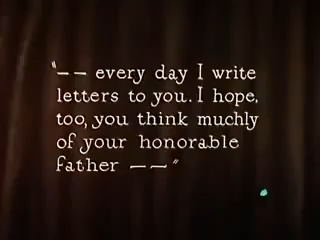 "—— every day I write
letters to you. I hope,
too, you think muchly
of your honorable
father ——"